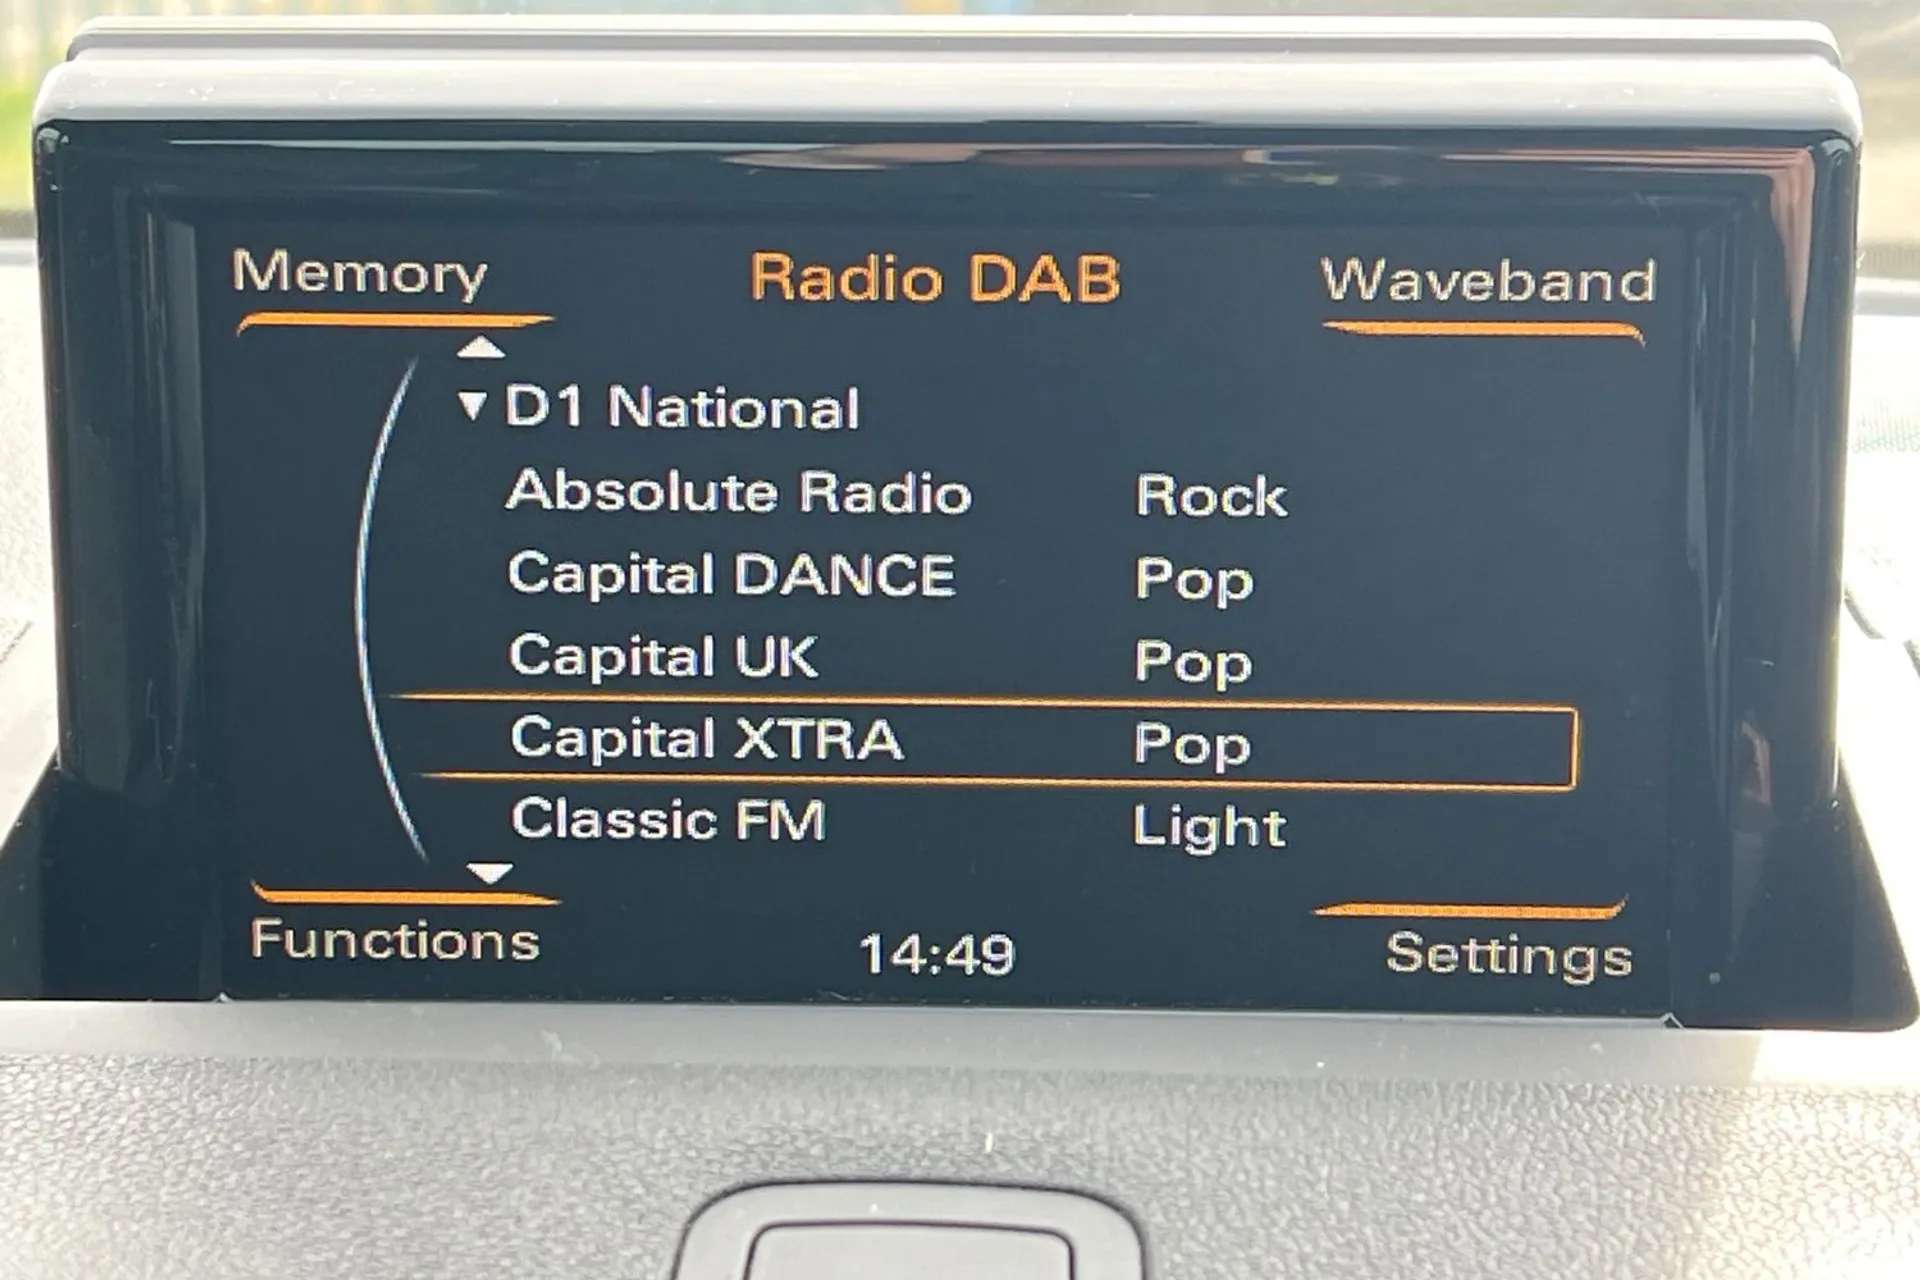 Memory Radio DAB Waveband
D1 National
Absolute Radio Rock
Capital DANCE Pop
Capital UK Pop
Capital XTRA Pop
Classic FM Light
Functions 14:49 Settings